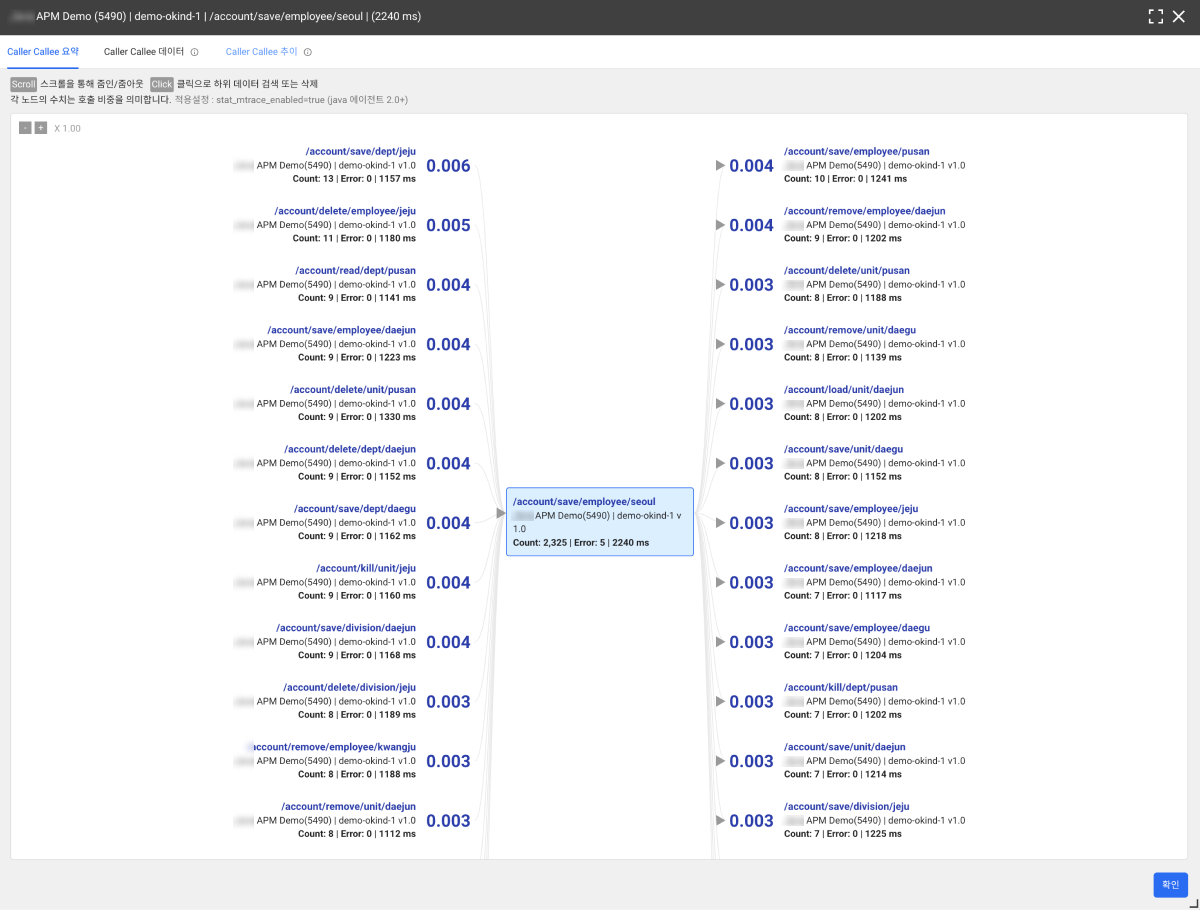 APM Demo (5490) | demo-okind-1 | /account/save/employee/seoul | (2240 ms)
Caller Callee 요약 Caller Callee 데이터 Caller Callee 추이
Scroll 스크롤을 통해 줌인/줌아웃 Click 클릭으로 하위 데이터 검색 또는 삭제
각 노드의 수치는 호출 비중을 의미합니다. 적용설정 : stat_mtrace_enabled=true (java 에이전트 2.0+)
- + X 1.00
/account/save/dept/jeju
APM Demo(5490) | demo-okind-1 v1.0
Count: 13 | Error: 0 | 1157 ms
0.006
/account/delete/employee/jeju
APM Demo(5490) | demo-okind-1 v1.0
Count: 11 | Error: 0 | 1180 ms
0.005
/account/read/dept/pusan
APM Demo(5490) | demo-okind-1 v1.0
Count: 9 | Error: 0 | 1141 ms
0.004
/account/save/employee/daejun
APM Demo(5490) | demo-okind-1 v1.0
Count: 9 | Error: 0 | 1223 ms
0.004
/account/delete/unit/pusan
APM Demo(5490) | demo-okind-1 v1.0
Count: 9 | Error: 0 | 1330 ms
0.004
/account/delete/dept/daejun
APM Demo(5490) | demo-okind-1 v1.0
Count: 9 | Error: 0 | 1152 ms
0.004
/account/save/dept/daegu
APM Demo(5490) | demo-okind-1 v1.0
Count: 9 | Error: 0 | 1162 ms
0.004
/account/kill/unit/jeju
APM Demo(5490) | demo-okind-1 v1.0
Count: 9 | Error: 0 | 1160 ms
0.004
/account/save/division/daejun
APM Demo(5490) | demo-okind-1 v1.0
Count: 9 | Error: 0 | 1168 ms
0.004
/account/delete/division/jeju
APM Demo(5490) | demo-okind-1 v1.0
Count: 8 | Error: 0 | 1189 ms
0.003
/account/remove/employee/kwangju
APM Demo(5490) | demo-okind-1 v1.0
Count: 8 | Error: 0 | 1188 ms
0.003
/account/remove/unit/daejun
APM Demo(5490) | demo-okind-1 v1.0
Count: 8 | Error: 0 | 1112 ms
0.003
/account/save/employee/seoul
APM Demo(5490) | demo-okind-1 v
1.0
Count: 2,325 | Error: 5 | 2240 ms
0.004
/account/save/employee/pusan
APM Demo(5490) | demo-okind-1 v1.0
Count: 10 | Error: 0 | 1241 ms
0.004
/account/remove/employee/daejun
APM Demo(5490) | demo-okind-1 v1.0
Count: 9 | Error: 0 | 1202 ms
0.003
/account/delete/unit/pusan
APM Demo(5490) | demo-okind-1 v1.0
Count: 8 | Error: 0 | 1188 ms
0.003
/account/remove/unit/daegu
APM Demo(5490) | demo-okind-1 v1.0
Count: 8 | Error: 0 | 1139 ms
0.003
/account/load/unit/daejun
APM Demo(5490) | demo-okind-1 v1.0
Count: 8 | Error: 0 | 1202 ms
0.003
/account/save/unit/daegu
APM Demo(5490) | demo-okind-1 v1.0
Count: 8 | Error: 0 | 1152 ms
0.003
/account/save/employee/jeju
APM Demo(5490) | demo-okind-1 v1.0
Count: 8 | Error: 0 | 1218 ms
0.003
/account/save/employee/daejun
APM Demo(5490) | demo-okind-1 v1.0
Count: 7 | Error: 0 | 1117 ms
0.003
/account/save/employee/daegu
APM Demo(5490) | demo-okind-1 v1.0
Count: 7 | Error: 0 | 1204 ms
0.003
/account/kill/dept/pusan
APM Demo(5490) | demo-okind-1 v1.0
Count: 7 | Error: 0 | 1202 ms
0.003
/account/save/unit/daejun
APM Demo(5490) | demo-okind-1 v1.0
Count: 7 | Error: 0 | 1214 ms
0.003
/account/save/division/jeju
APM Demo(5490) | demo-okind-1 v1.0
Count: 7 | Error: 0 | 1225 ms
확인